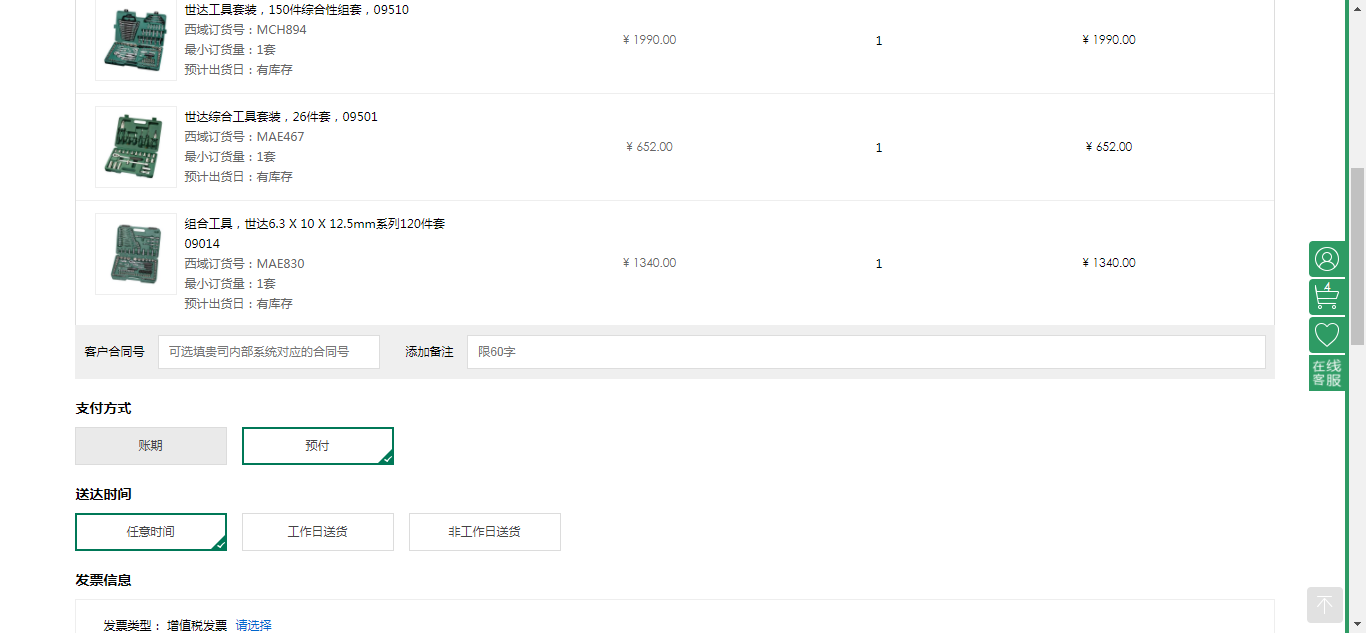 世达工具套装，150件综合性组套，09510
西域订货号：MCH894
最小订货量：1套
预计出货日：有库存
¥ 1990.00
1
¥ 1990.00
世达综合工具套装，26件套，09501
西域订货号：MAE467
最小订货量：1套
预计出货日：有库存
¥ 652.00
1
¥ 652.00
组合工具，世达6.3 X 10 X 12.5mm系列120件套
09014
西域订货号：MAE830
最小订货量：1套
预计出货日：有库存
¥ 1340.00
1
¥ 1340.00
4
在线
客服
客户合同号 可选填贵司内部系统对应的合同号 添加备注 限60字
支付方式
账期 预付
送达时间
任意时间 工作日送货 非工作日送货
发票信息
发票类型： 增值税发票 请选择